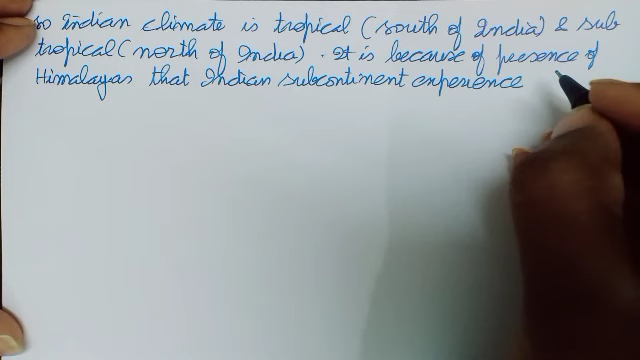 so Indian climate is tropical (south of India) & sub
tropical (north of India). It is because of presence of
Himalayas that Indian subcontinent experience